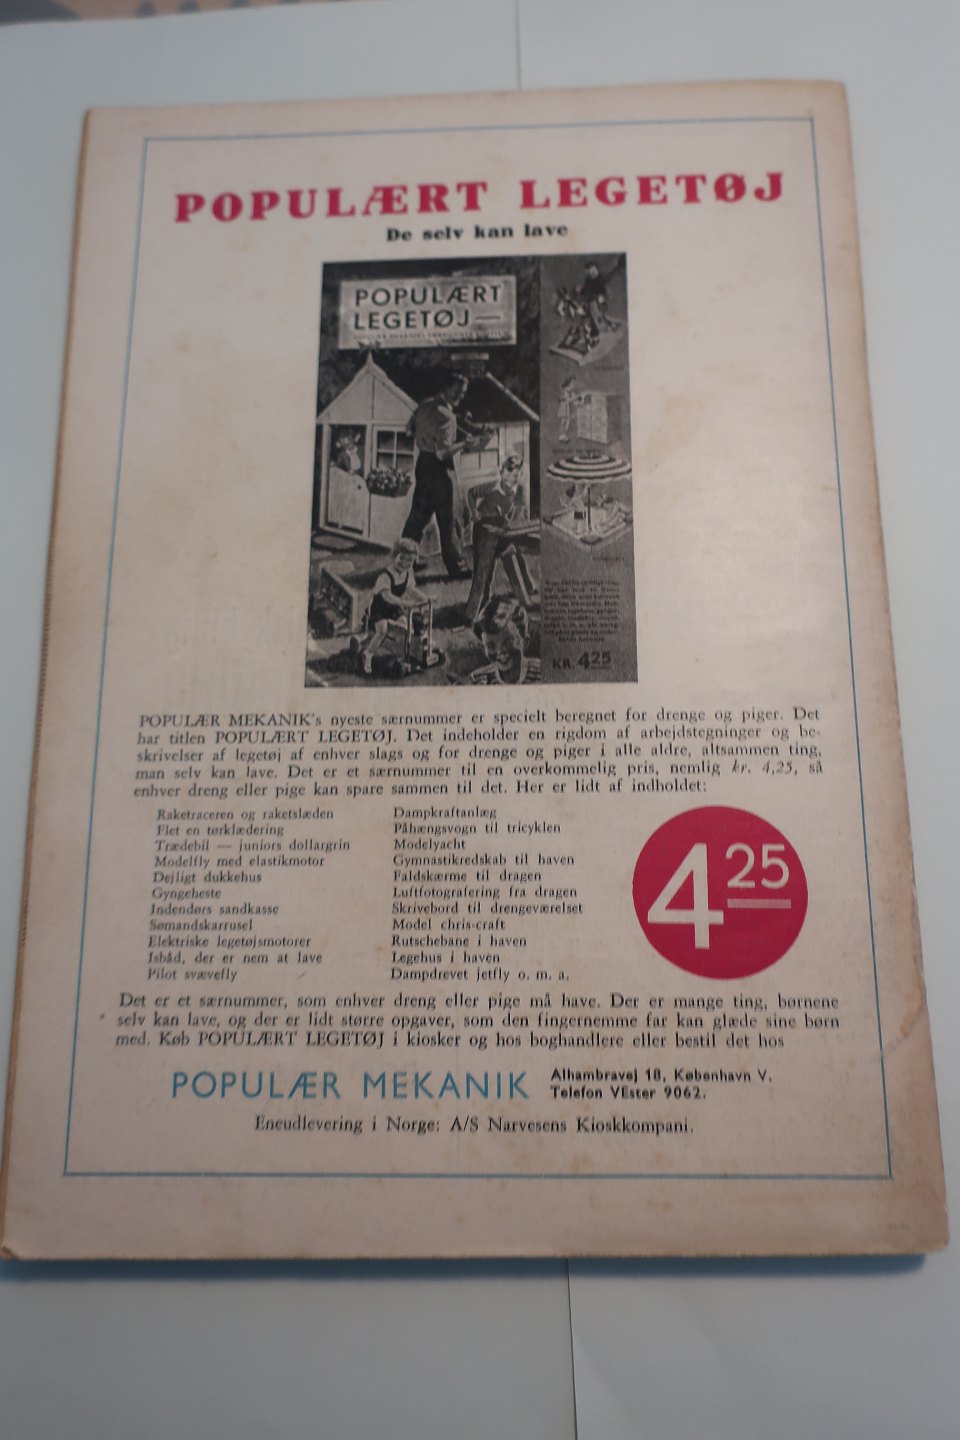 POPULÆRT LEGETØJ
De selv kan lave
POPULÆRT
LEGETØJ—
KR. 4 25
POPULÆR MEKANIK's nyeste særnummer er specielt beregnet for drenge og piger. Det
har titlen POPULÆRT LEGETØJ. Det indeholder en rigdom af arbejdstegninger og be-
skrivelser af legetøj af enhver slags og for drenge og piger i alle aldre, altsammen ting,
man selv kan lave. Det er et særnummer til en overkommelig pris, nemlig kr. 4,25, så
enhver dreng eller pige kan spare sammen til det. Her er lidt af indholdet:
Raketraceren og raketslæden
Flet en tørklædering
Trædebil — juniors dollargrin
Modelfly med elastikmotor
Dejligt dukkehus
Gyngeheste
Indendørs sandkasse
Sømandskarrusel
Elektriske legetøjsmotorer
Isbåd, der er nem at lave
Pilot svævefly
Dampkraftanlæg
Påhængsvogn til tricyklen
Modelyacht
Gymnastikredskab til haven
Faldskærme til dragen
Luftfotografering fra dragen
Skrivebord til drengeværelset
Model chris-craft
Rutschebane i haven
Legehus i haven
Dampdrevet jetfly o. m. a.
4 25
Det er et særnummer, som enhver dreng eller pige må have. Der er mange ting, børnene
selv kan lave, og der er lidt større opgaver, som den fingernemme far kan glæde sine børn
med. Køb POPULÆRT LEGETØJ i kiosker og hos boghandlere eller bestil det hos
POPULÆR MEKANIK
Alhambravej 18, København V.
Telefon VEster 9062.
Eneudlevering i Norge: A/S Narvesens Kioskkompani.